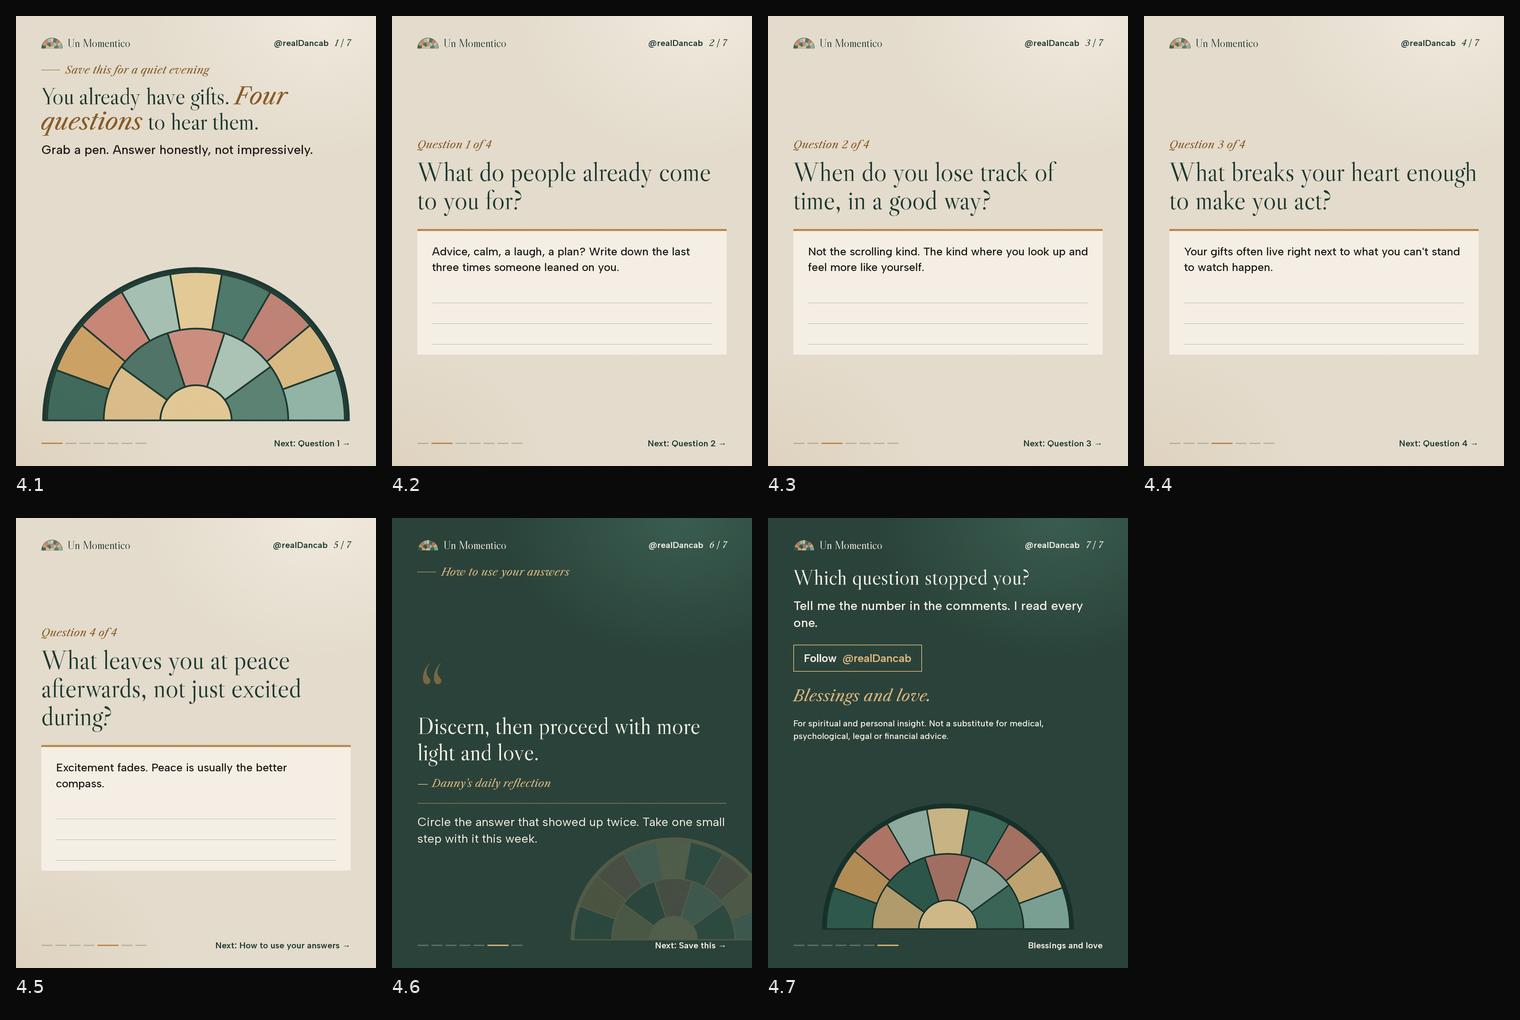 Un Momentico
@realDancab 1 / 7
Save this for a quiet evening
You already have gifts. Four
questions to hear them.
Grab a pen. Answer honestly, not impressively.
Next: Question 1 →
4.1
Un Momentico
@realDancab 2 / 7
Question 1 of 4
What do people already come
to you for?
Advice, calm, a laugh, a plan? Write down the last
three times someone leaned on you.
Next: Question 2 →
4.2
Un Momentico
@realDancab 3 / 7
Question 2 of 4
When do you lose track of
time, in a good way?
Not the scrolling kind. The kind where you look up and
feel more like yourself.
Next: Question 3 →
4.3
Un Momentico
@realDancab 4 / 7
Question 3 of 4
What breaks your heart enough
to make you act?
Your gifts often live right next to what you can't stand
to watch happen.
Next: Question 4 →
4.4
Un Momentico
@realDancab 5 / 7
Question 4 of 4
What leaves you at peace
afterwards, not just excited
during?
Excitement fades. Peace is usually the better
compass.
Next: How to use your answers →
4.5
Un Momentico
@realDancab 6 / 7
How to use your answers
“
Discern, then proceed with more
light and love.
— Danny's daily reflection
Circle the answer that showed up twice. Take one small
step with it this week.
Next: Save this →
4.6
Un Momentico
@realDancab 7 / 7
Which question stopped you?
Tell me the number in the comments. I read every
one.
Follow @realDancab
Blessings and love.
For spiritual and personal insight. Not a substitute for medical,
psychological, legal or financial advice.
Blessings and love
4.7